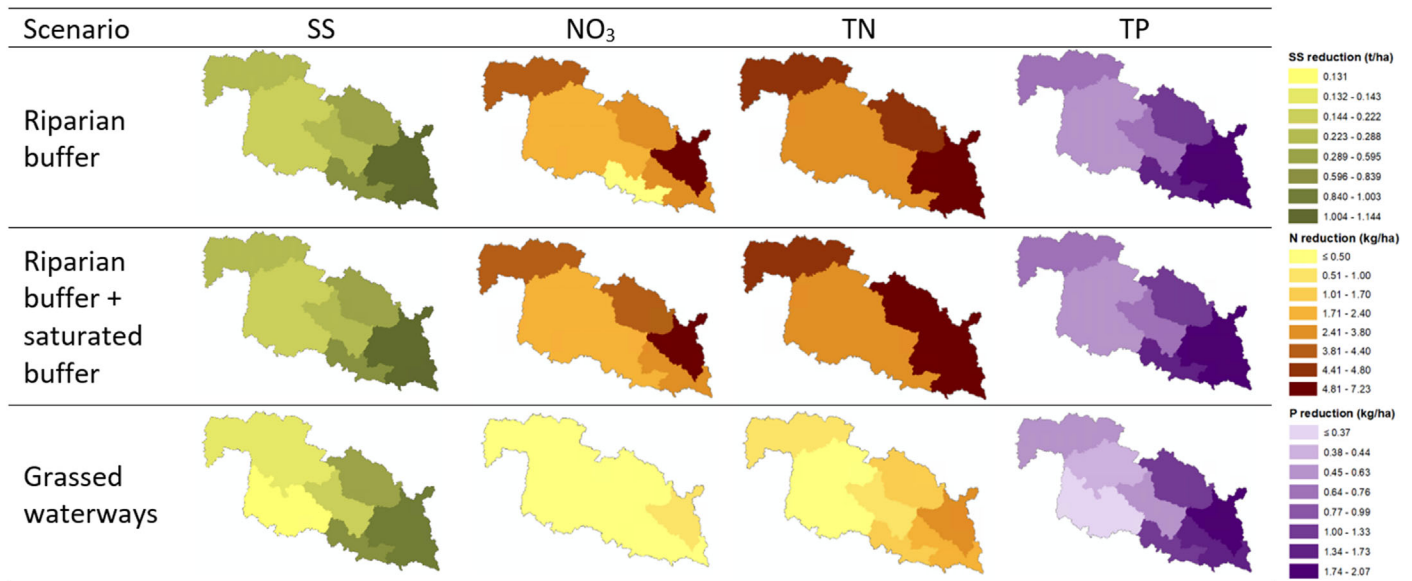 Scenario SS NO₃ TN TP
Riparian
buffer
Riparian
buffer +
saturated
buffer
Grassed
waterways
SS reduction (t/ha)
0.131
0.132 - 0.143
0.144 - 0.222
0.223 - 0.288
0.289 - 0.595
0.596 - 0.839
0.840 - 1.003
1.004 - 1.144
N reduction (kg/ha)
≤ 0.50
0.51 - 1.00
1.01 - 1.70
1.71 - 2.40
2.41 - 3.80
3.81 - 4.40
4.41 - 4.80
4.81 - 7.23
P reduction (kg/ha)
≤ 0.37
0.38 - 0.44
0.45 - 0.63
0.64 - 0.76
0.77 - 0.99
1.00 - 1.33
1.34 - 1.73
1.74 - 2.07